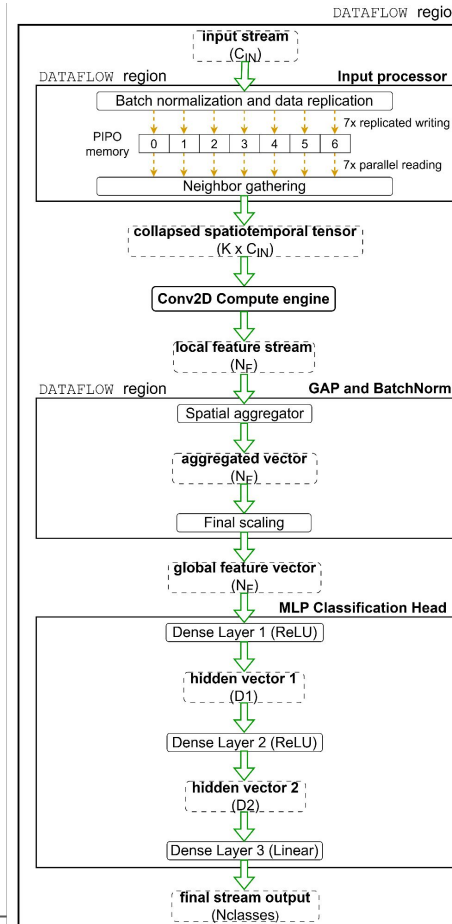 DATAFLOW regio
input stream
(C_IN)
DATAFLOW region Input processor
Batch normalization and data replication
7x replicated writing
PIPO memory
0 1 2 3 4 5 6
7x parallel reading
Neighbor gathering
collapsed spatiotemporal tensor
(K x C_IN)
Conv2D Compute engine
local feature stream
(N_F)
DATAFLOW region GAP and BatchNorm
Spatial aggregator
aggregated vector
(N_F)
Final scaling
global feature vector
(N_F)
MLP Classification Head
Dense Layer 1 (ReLU)
hidden vector 1
(D1)
Dense Layer 2 (ReLU)
hidden vector 2
(D2)
Dense Layer 3 (Linear)
final stream output
(Nclasses)